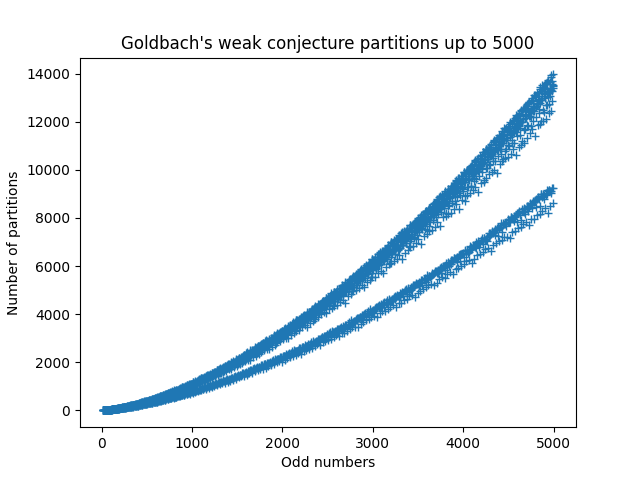 Goldbach's weak conjecture partitions up to 5000
14000
12000
10000
8000
6000
4000
2000
0
Number of partitions
0 1000 2000 3000 4000 5000
Odd numbers